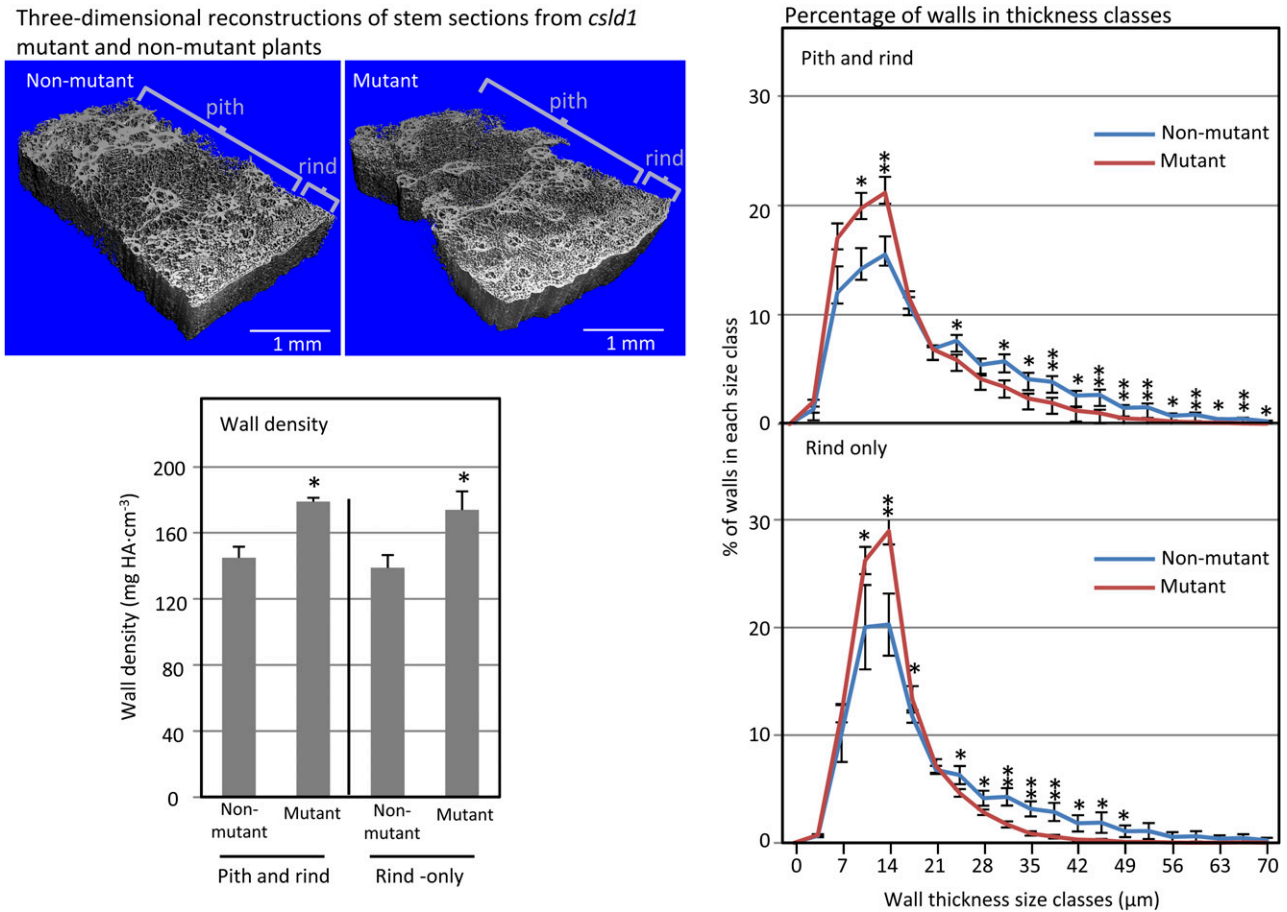 Three-dimensional reconstructions of stem sections from csld1
mutant and non-mutant plants
Non-mutant
pith
rind
1 mm
Mutant
pith
rind
1 mm
Wall density
Wall density (mg HA·cm⁻³)
200
160
120
80
40
0
*
*
Non-
mutant
Mutant
Non-
mutant
Mutant
Pith and rind
Rind -only
Percentage of walls in thickness classes
Pith and rind
30
20
10
0
Non-mutant
Mutant
* ** * * * ** * ** ** ** * ** * ** *
% of walls in each size class
Rind only
30
20
10
0
Non-mutant
Mutant
* ** * * * ** ** ** * * *
0 7 14 21 28 35 42 49 56 63 70
Wall thickness size classes (µm)